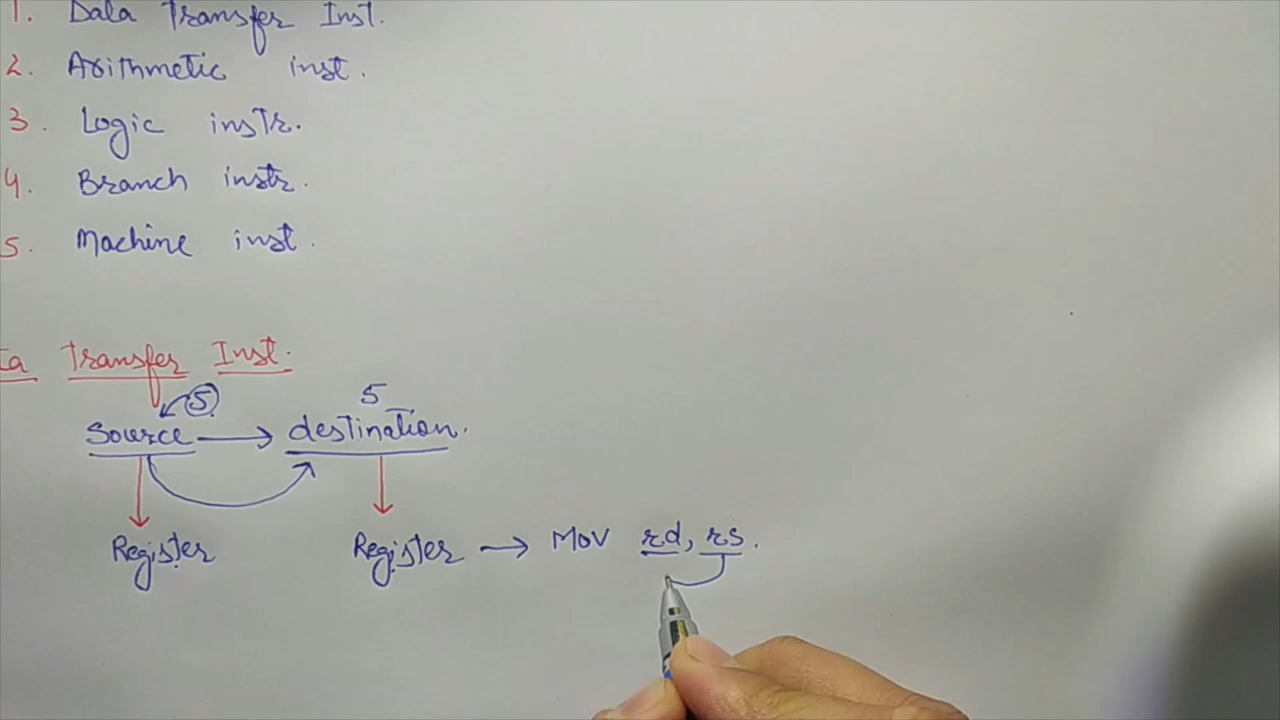 1. Data Transfer Inst.
2. Arithmetic inst.
3. Logic instr.
4. Branch instr.
5. Machine inst.
ta Transfer Inst.
5 5
Source → destination.
Register Register → MOV rd, rs.